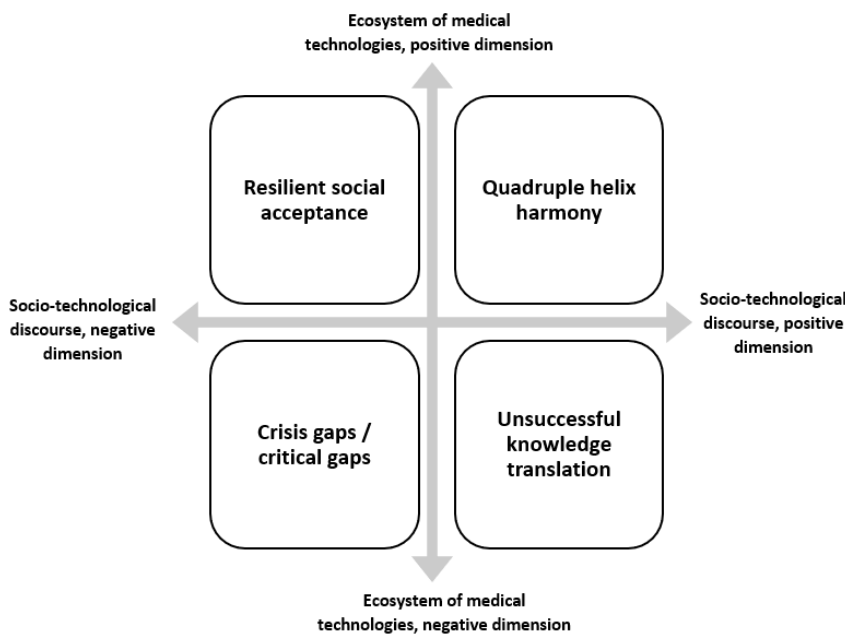 Ecosystem of medical
technologies, positive dimension
Resilient social
acceptance
Quadruple helix
harmony
Socio-technological
discourse, negative
dimension
Socio-technological
discourse, positive
dimension
Crisis gaps /
critical gaps
Unsuccessful
knowledge
translation
Ecosystem of medical
technologies, negative dimension